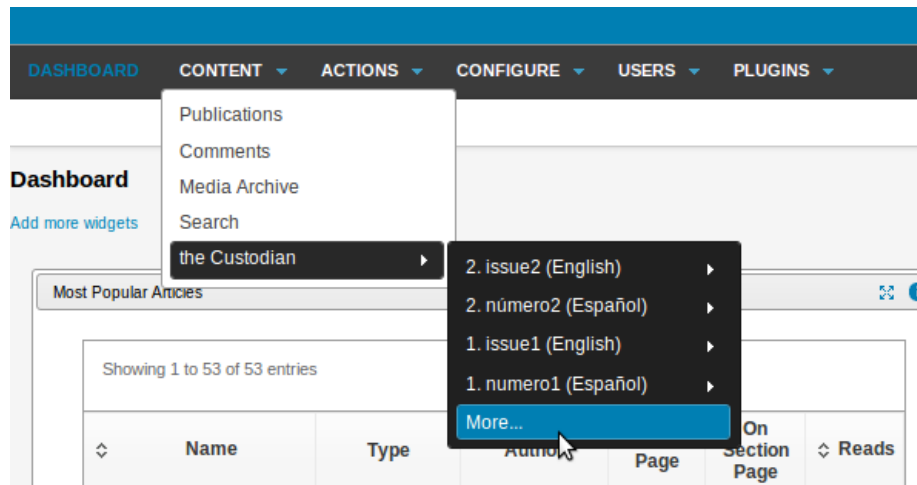 DASHBOARD CONTENT ACTIONS CONFIGURE USERS PLUGINS
Publications
Comments
Media Archive
Search
the Custodian
Dashboard
Add more widgets
2. issue2 (English)
2. número2 (Español)
1. issue1 (English)
1. numero1 (Español)
More...
Most Popular Articles
Showing 1 to 53 of 53 entries
Name Type Author Page On Section Page Reads